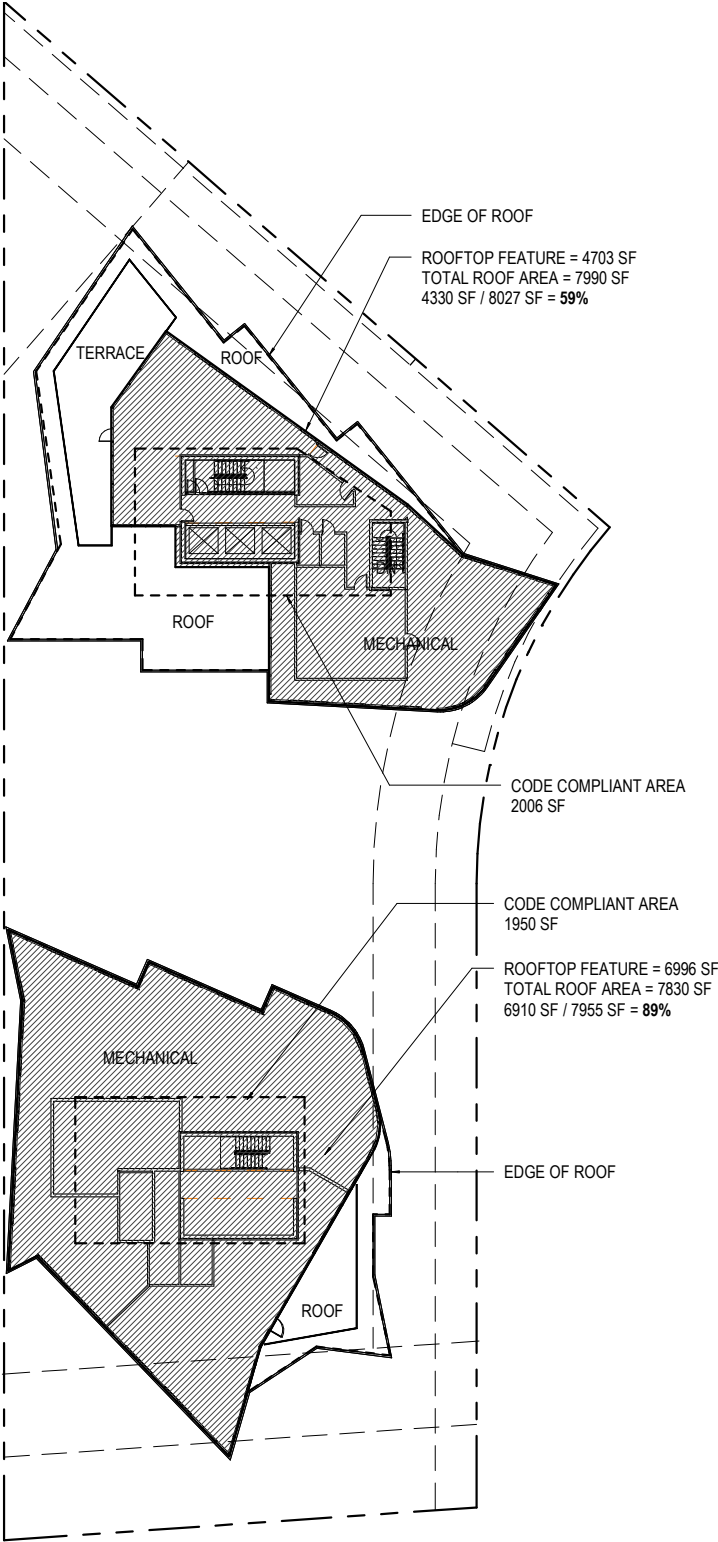 EDGE OF ROOF
ROOFTOP FEATURE = 4703 SF
TOTAL ROOF AREA = 7990 SF
4330 SF / 8027 SF = 59%
TERRACE
ROOF
ROOF
MECHANICAL
CODE COMPLIANT AREA
2006 SF
CODE COMPLIANT AREA
1950 SF
ROOFTOP FEATURE = 6996 SF
TOTAL ROOF AREA = 7830 SF
6910 SF / 7955 SF = 89%
MECHANICAL
EDGE OF ROOF
ROOF